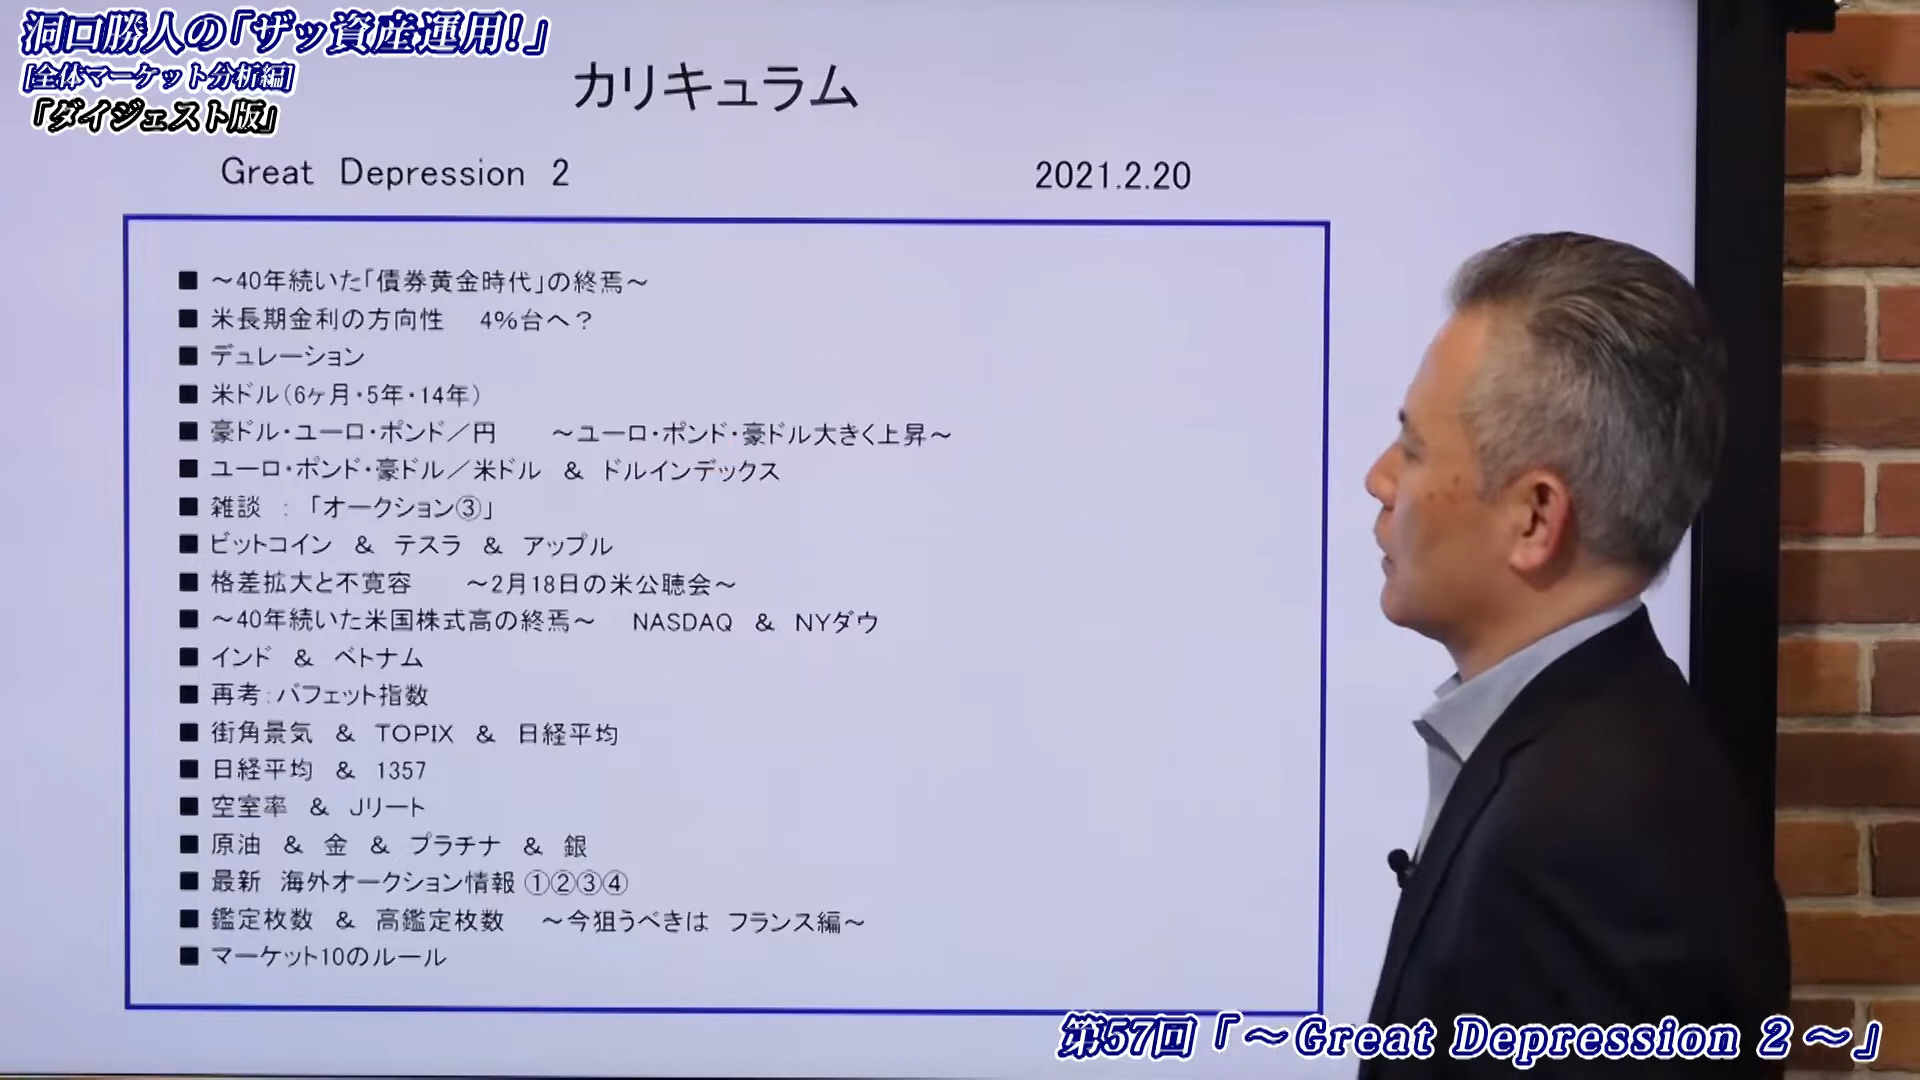 洞口勝人の「ザッ資産運用!」
[全体マーケット分析編]
「ダイジェスト版」
カリキュラム
Great Depression 2
2021.2.20
■ ～40年続いた「債券黄金時代」の終焉～
■ 米長期金利の方向性 4%台へ？
■ デュレーション
■ 米ドル（6ヶ月・5年・14年）
■ 豪ドル・ユーロ・ポンド／円 ～ユーロ・ポンド・豪ドル大きく上昇～
■ ユーロ・ポンド・豪ドル／米ドル & ドルインデックス
■ 雑談 : 「オークション③」
■ ビットコイン & テスラ & アップル
■ 格差拡大と不寛容 ～2月18日の米公聴会～
■ ～40年続いた米国株式高の終焉～ NASDAQ & NYダウ
■ インド & ベトナム
■ 再考:バフェット指数
■ 街角景気 & TOPIX & 日経平均
■ 日経平均 & 1357
■ 空室率 & Jリート
■ 原油 & 金 & プラチナ & 銀
■ 最新 海外オークション情報 ①②③④
■ 鑑定枚数 & 高鑑定枚数 ～今狙うべきは フランス編～
■ マーケット10のルール
第57回「～Great Depression 2～」